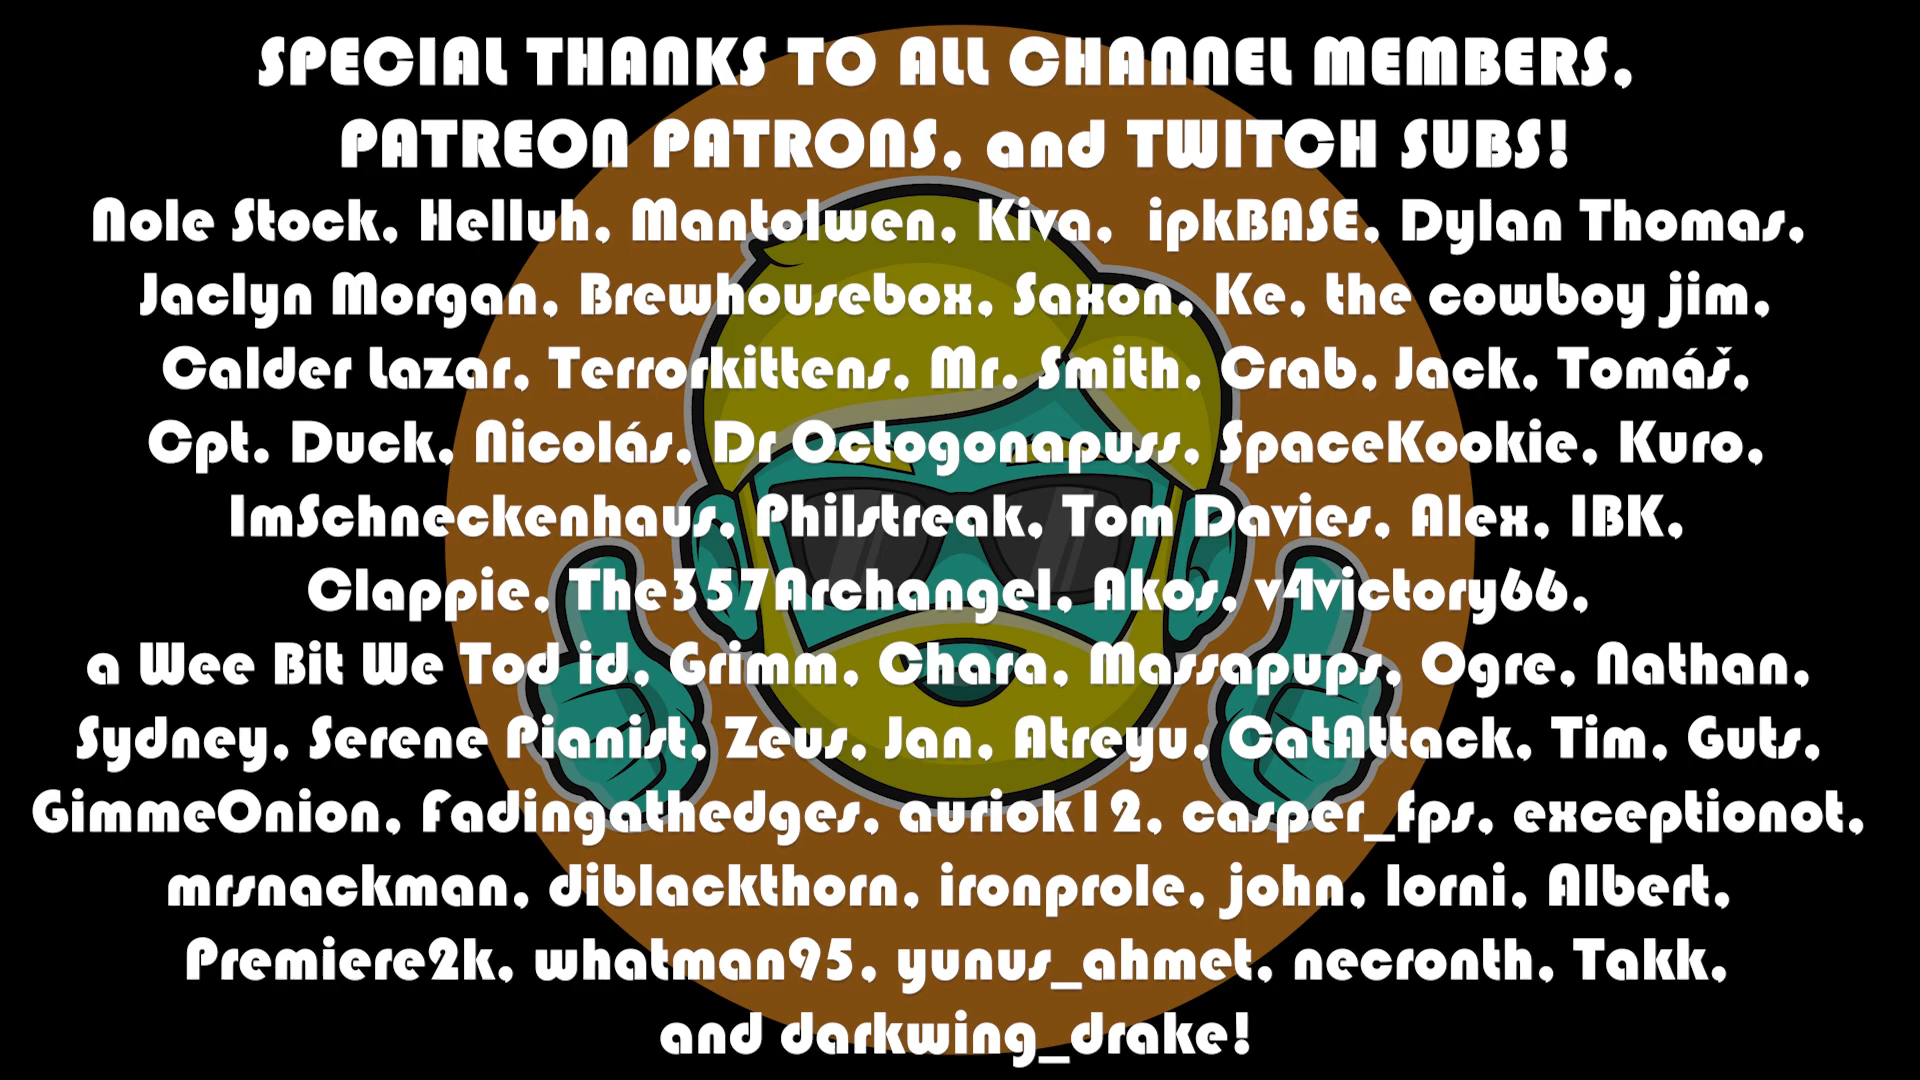 SPECIAL THANKS TO ALL CHANNEL MEMBERS,
PATREON PATRONS, and TWITCH SUBS!
Nole Stock, Helluh, Mantolwen, Kiva, ipkBASE, Dylan Thomas,
Jaclyn Morgan, Brewhousebox, Saxon, Ke, the cowboy jim,
Calder Lazar, Terrorkittens, Mr. Smith, Crab, Jack, Tomáš,
Cpt. Duck, Nicolás, Dr Octogonapuss, SpaceKookie, Kuro,
ImSchneckenhaus, Philstreak, Tom Davies, Alex, IBK,
Clappie, The357Archangel, Akos, v4victory66,
a Wee Bit We Tod id, Grimm, Chara, Massapups, Ogre, Nathan,
Sydney, Serene Pianist, Zeus, Jan, Atreyu, CatAttack, Tim, Guts,
GimmeOnion, Fadingathedges, auriok12, casper_fps, exceptionot,
mrsnackman, diblackthorn, ironprole, john, lorni, Albert,
Premiere2k, whatman95, yunus_ahmet, necronth, Takk,
and darkwing_drake!